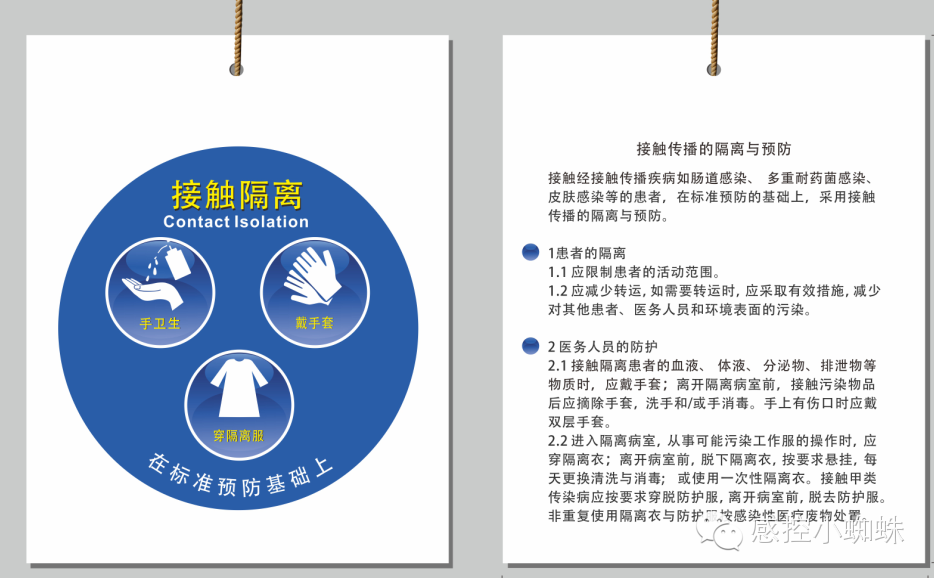 接触隔离
Contact Isolation
手卫生
戴手套
穿隔离服
在标准预防基础上
接触传播的隔离与预防
接触经接触传播疾病如肠道感染、 多重耐药菌感染、
皮肤感染等的患者, 在标准预防的基础上, 采用接触
传播的隔离与预防。
1患者的隔离
1.1 应限制患者的活动范围。
1.2 应减少转运, 如需要转运时, 应采取有效措施, 减少
对其他患者、医务人员和环境表面的污染。
2 医务人员的防护
2.1 接触隔离患者的血液、 体液、 分泌物、排泄物等
物质时, 应戴手套; 离开隔离病室前, 接触污染物品
后应摘除手套, 洗手和/或手消毒。手上有伤口时应戴
双层手套。
2.2 进入隔离病室, 从事可能污染工作服的操作时, 应
穿隔离衣; 离开病室前, 脱下隔离衣, 按要求悬挂, 每
天更换清洗与消毒; 或使用一次性隔离衣。接触甲类
传染病应按要求穿脱防护服, 离开病室前, 脱去防护服。
非重复使用隔离衣与防护服按感染性医疗废物处置。
感控小蜘蛛